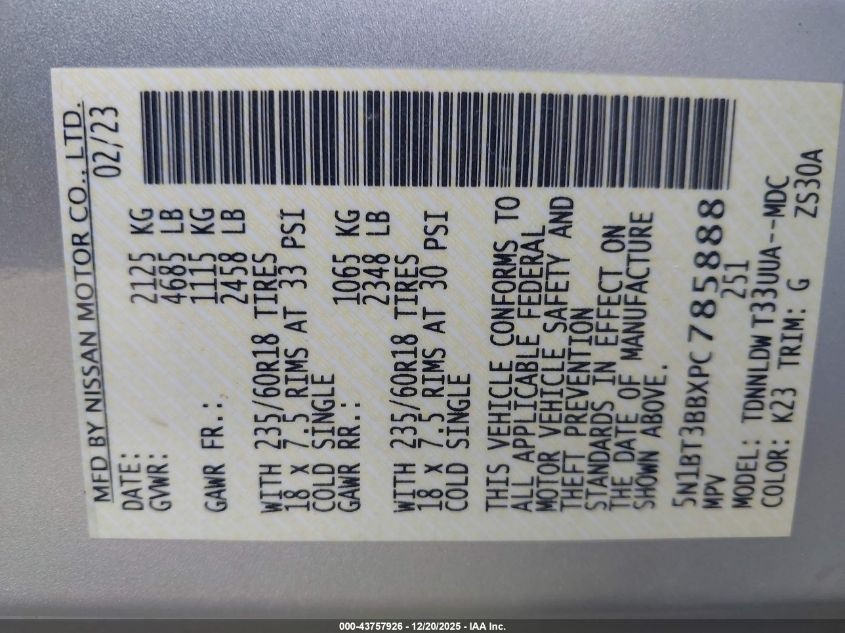 MFD BY NISSAN MOTOR CO., LTD.
DATE: 02/23
GVWR: 2125 KG
4685 LB
GAWR FR.: 1115 KG
2458 LB
WITH 235/60R18 TIRES
18 X 7.5 RIMS AT 33 PSI
COLD SINGLE
GAWR RR.: 1065 KG
2348 LB
WITH 235/60R18 TIRES
18 X 7.5 RIMS AT 30 PSI
COLD SINGLE
THIS VEHICLE CONFORMS TO
ALL APPLICABLE FEDERAL
MOTOR VEHICLE SAFETY AND
THEFT PREVENTION
STANDARDS IN EFFECT ON
THE DATE OF MANUFACTURE
SHOWN ABOVE.
5N1BT3BBXPC785888
MPV 251
MODEL: TDNNLDWT33UUA--MDC
COLOR: K23 TRIM: G ZS30A
000-43757926 - 12/20/2025 - IAA Inc.